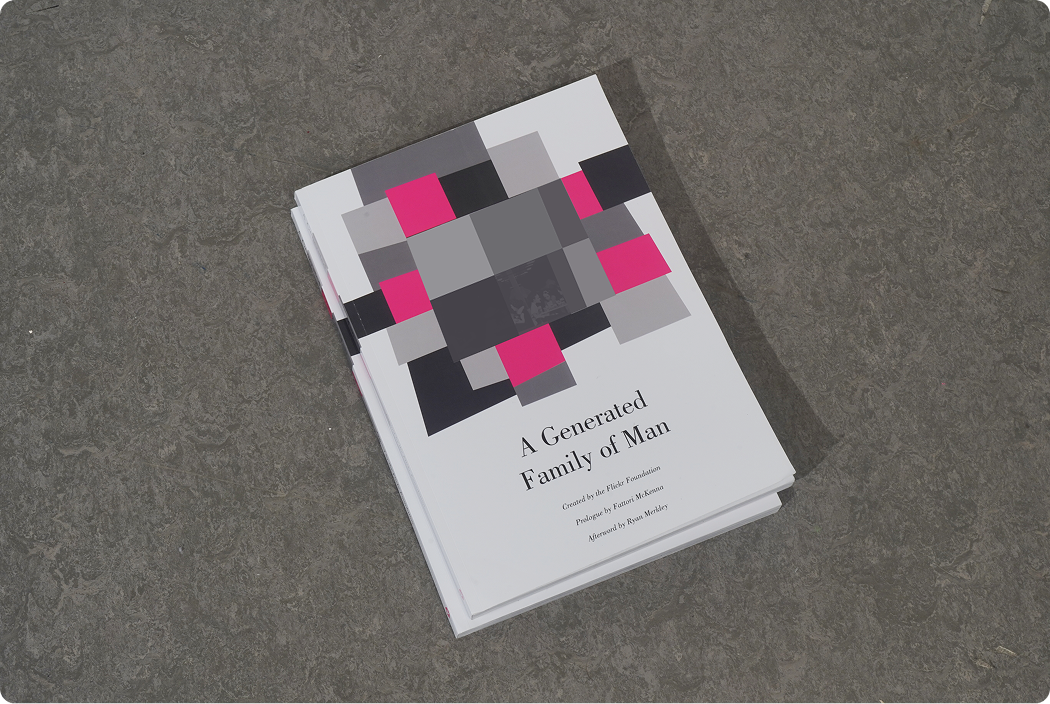 A Generated
Family of Man
Created by the Flickr Foundation
Prologue by Fattori McKenna
Afterword by Ryan Merkley